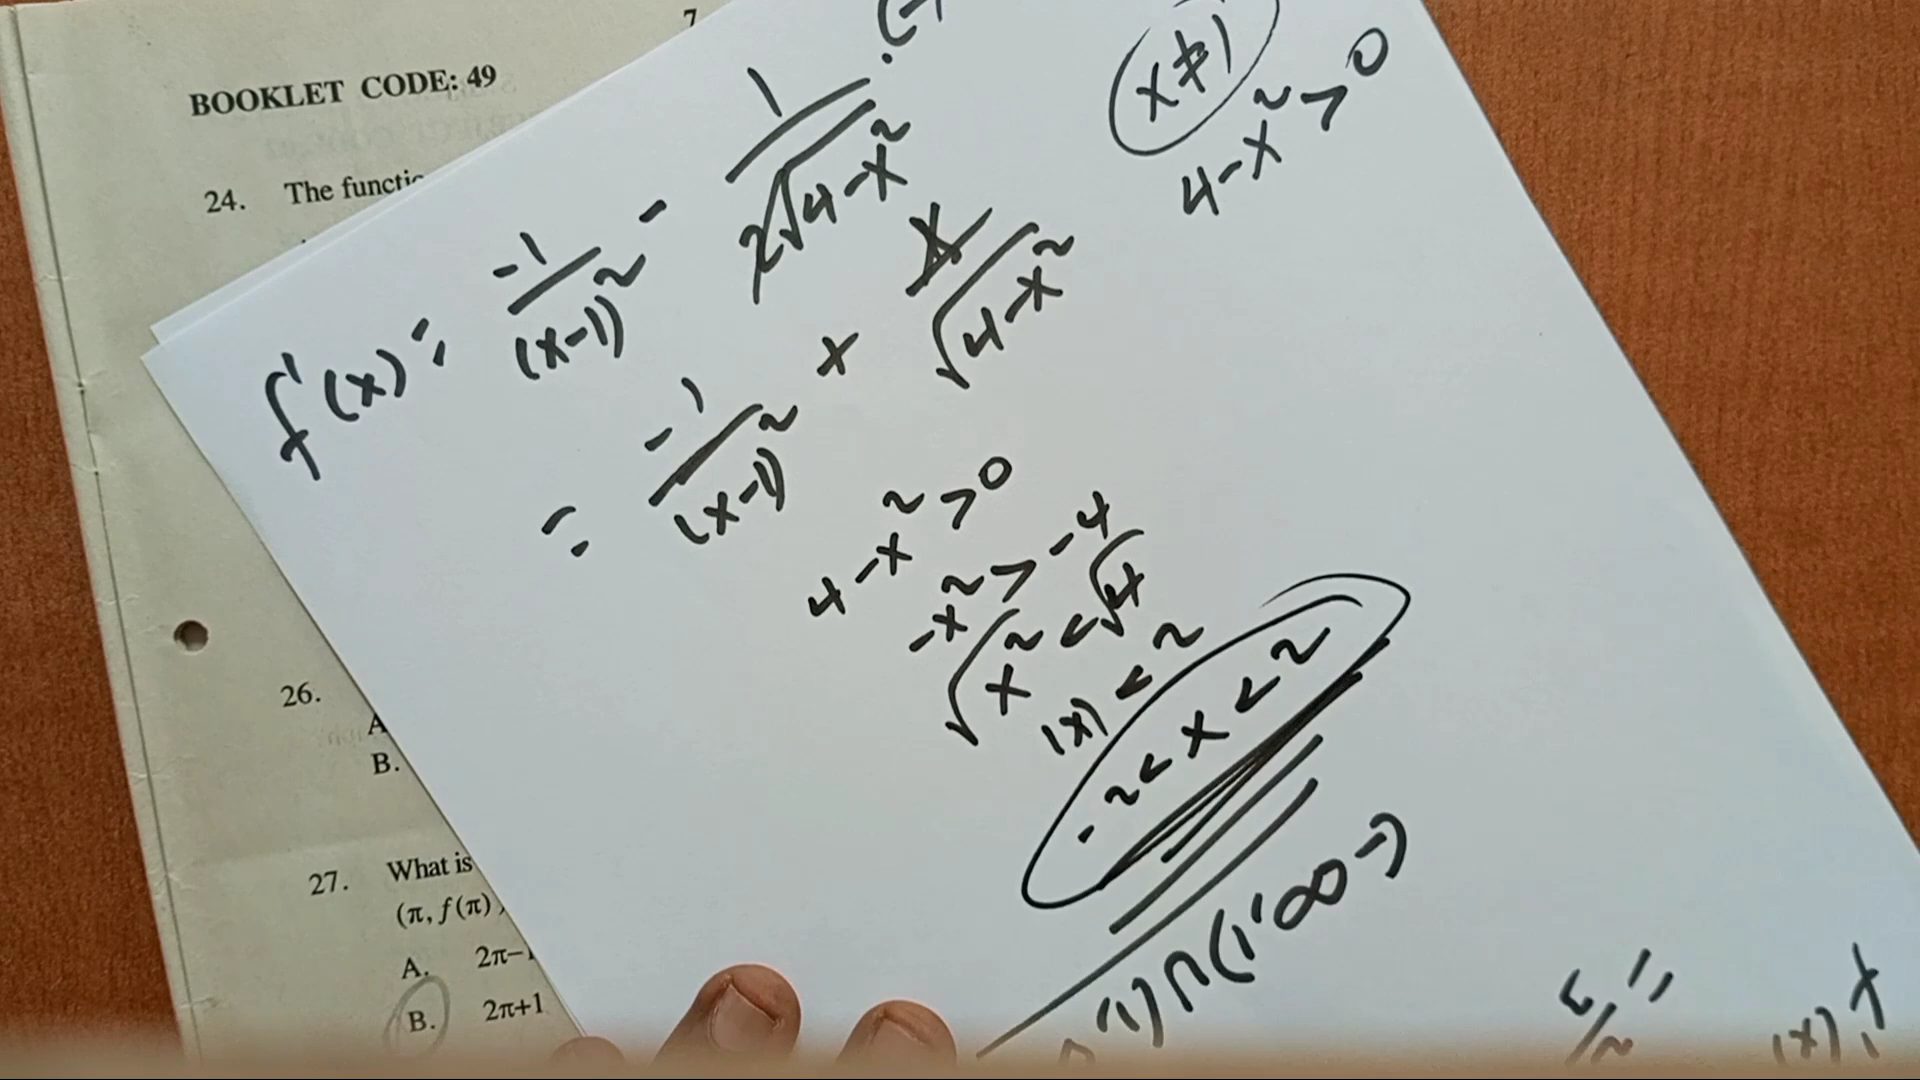 7
BOOKLET CODE: 49
24. The functio
26.
A
B.
27. What is
(π, f(π)
A. 2π-1
B. 2π+1
x≠1
4-x²>0
f'(x) = -1/(x-1)² - 1/2√4-x² .(-
= -1/(x-1)² x x/√4-x²
4-x²>0
-x²>-4
√x²<√4
|x|<2
-2<x<2